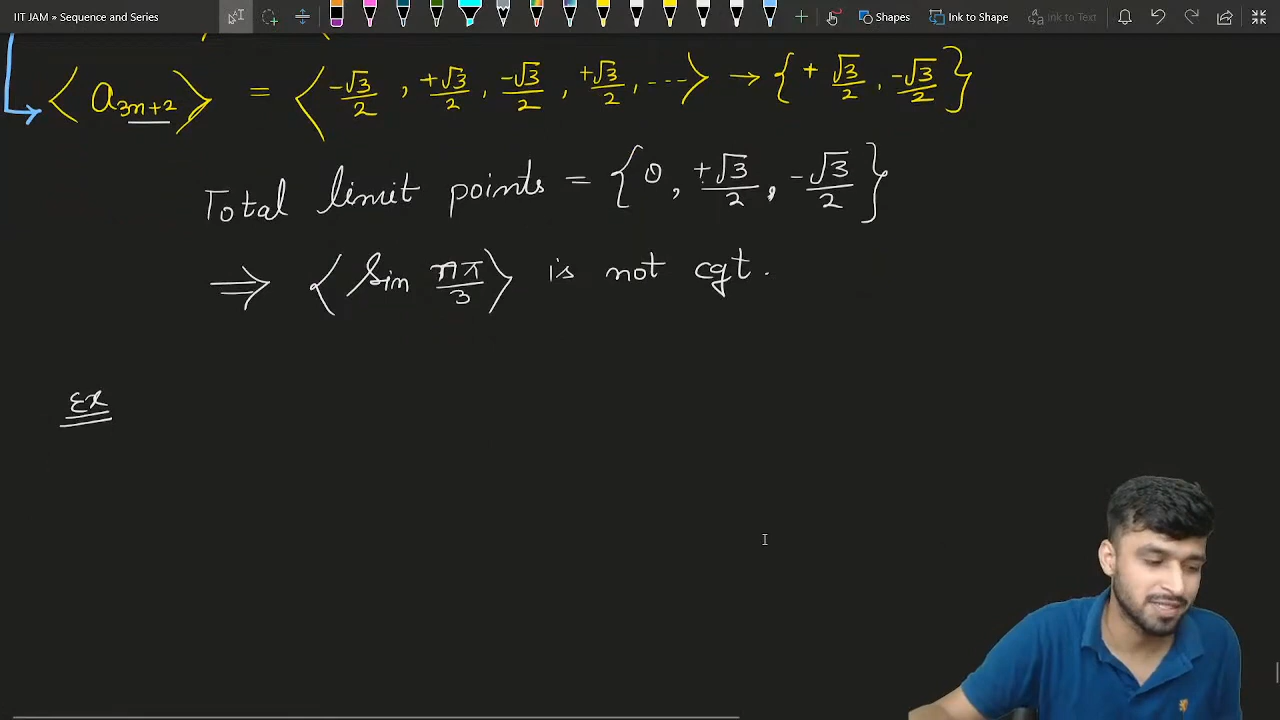 IIT JAM » Sequence and Series
Shapes
Ink to Shape
Ink to Text
⟨a₃ₙ₊₂⟩ = ⟨-√3/2, +√3/2, -√3/2, +√3/2, ---⟩ → {+√3/2, -√3/2}
Total limit points = {0, +√3/2, -√3/2}
⇒ ⟨Sin nπ/3⟩ is not cgt.
Ex